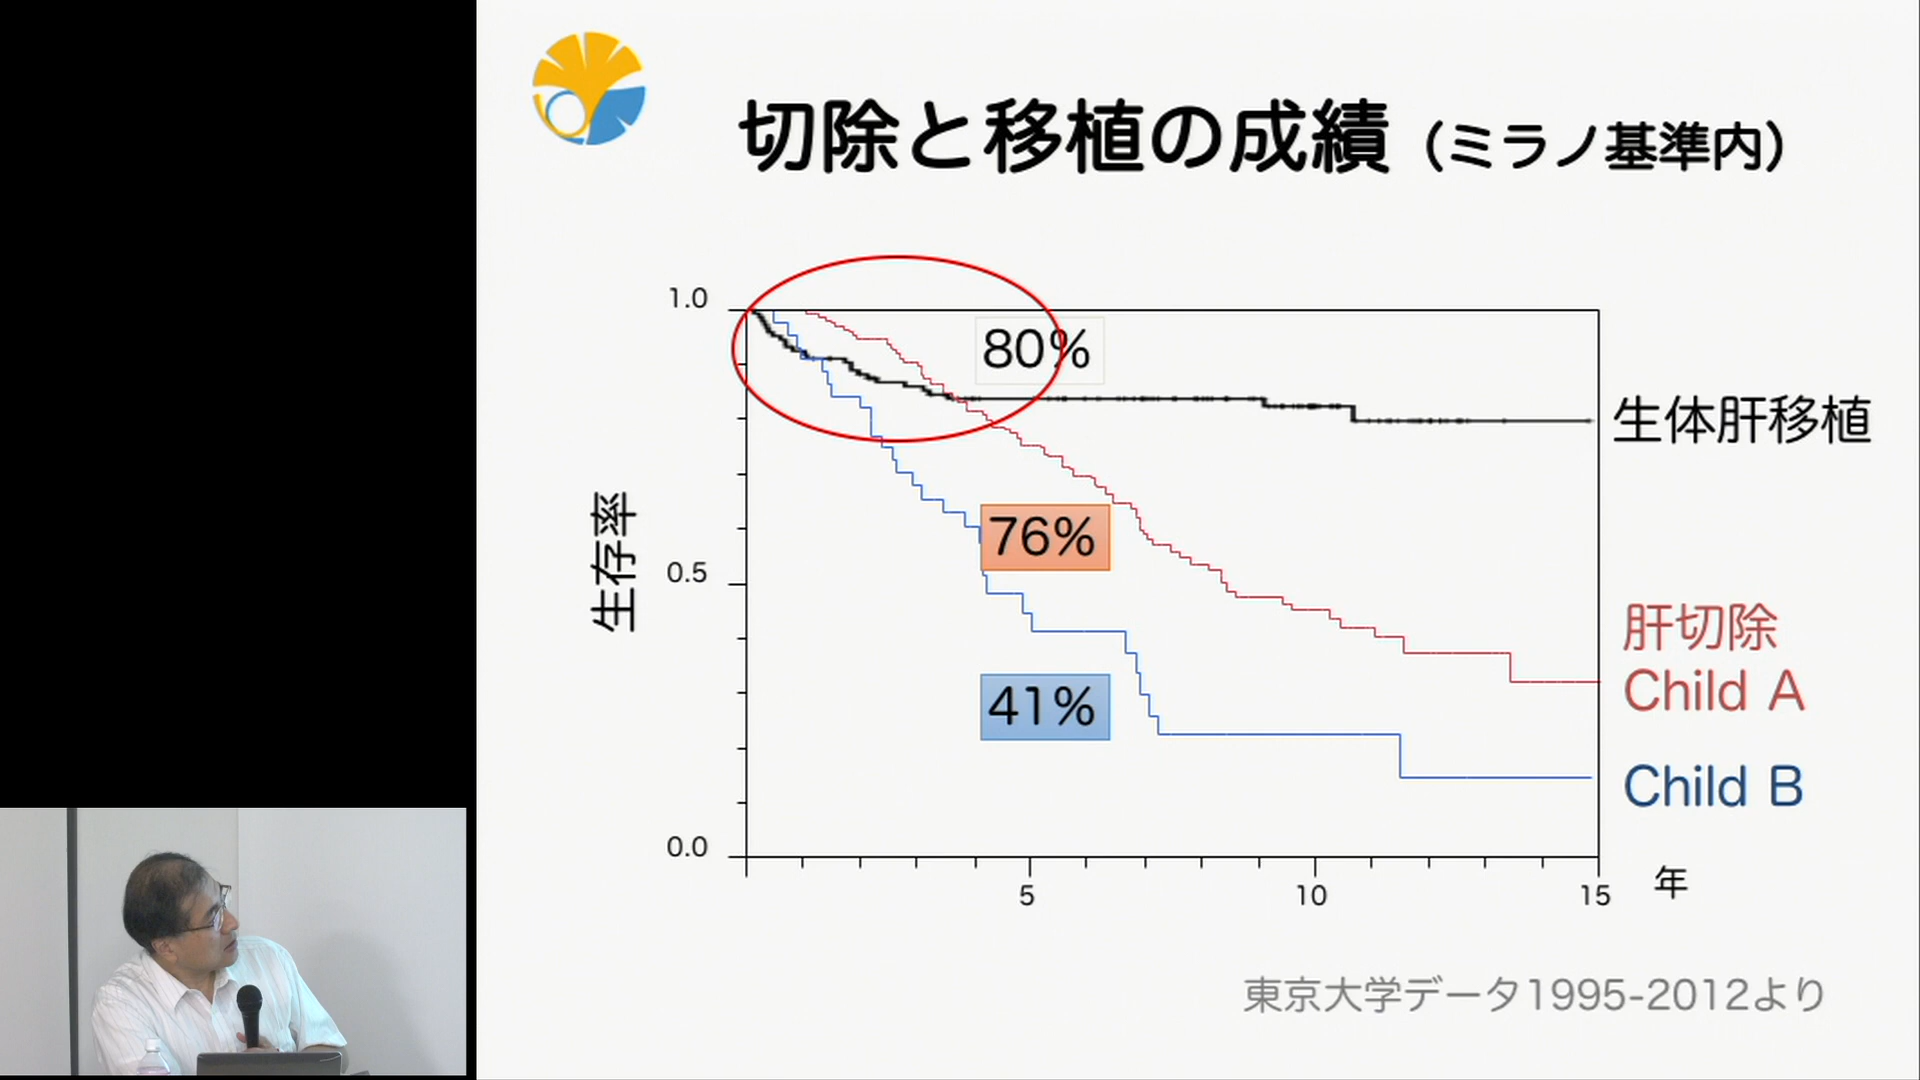 切除と移植の成績（ミラノ基準内）
1.0
80%
生体肝移植
生存率
76%
0.5
肝切除
Child A
41%
Child B
0.0
5
10
15
年
東京大学データ1995-2012より